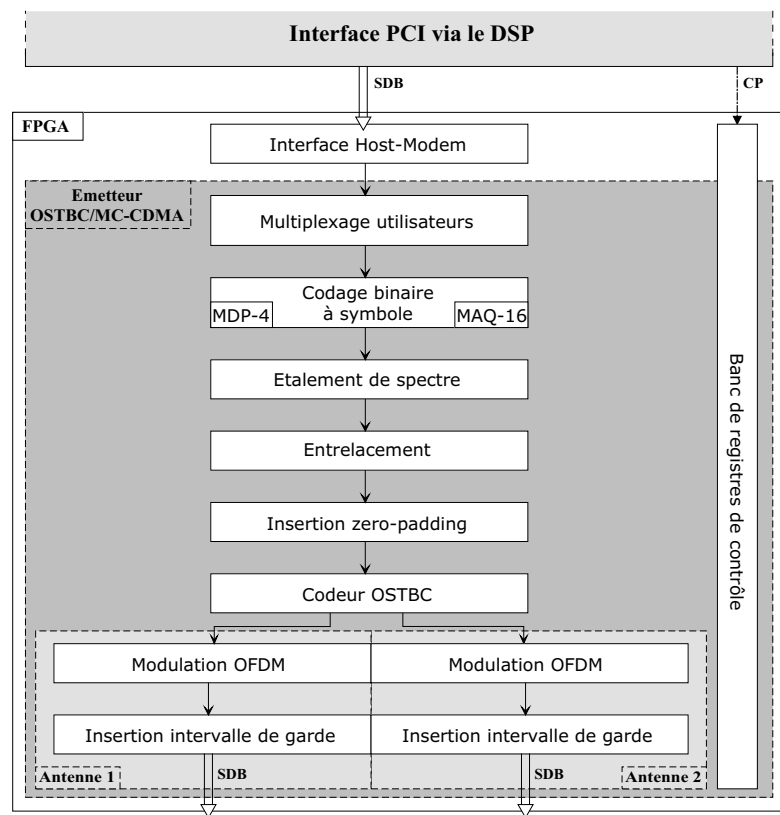 Interface PCI via le DSP
SDB
CP
FPGA
Interface Host-Modem
Emetteur
OSTBC/MC-CDMA
Multiplexage utilisateurs
Codage binaire
à symbole
MDP-4
MAQ-16
Etalement de spectre
Entrelacement
Insertion zero-padding
Codeur OSTBC
Banc de registres de contrôle
Modulation OFDM
Modulation OFDM
Insertion intervalle de garde
Insertion intervalle de garde
Antenne 1
SDB
SDB
Antenne 2